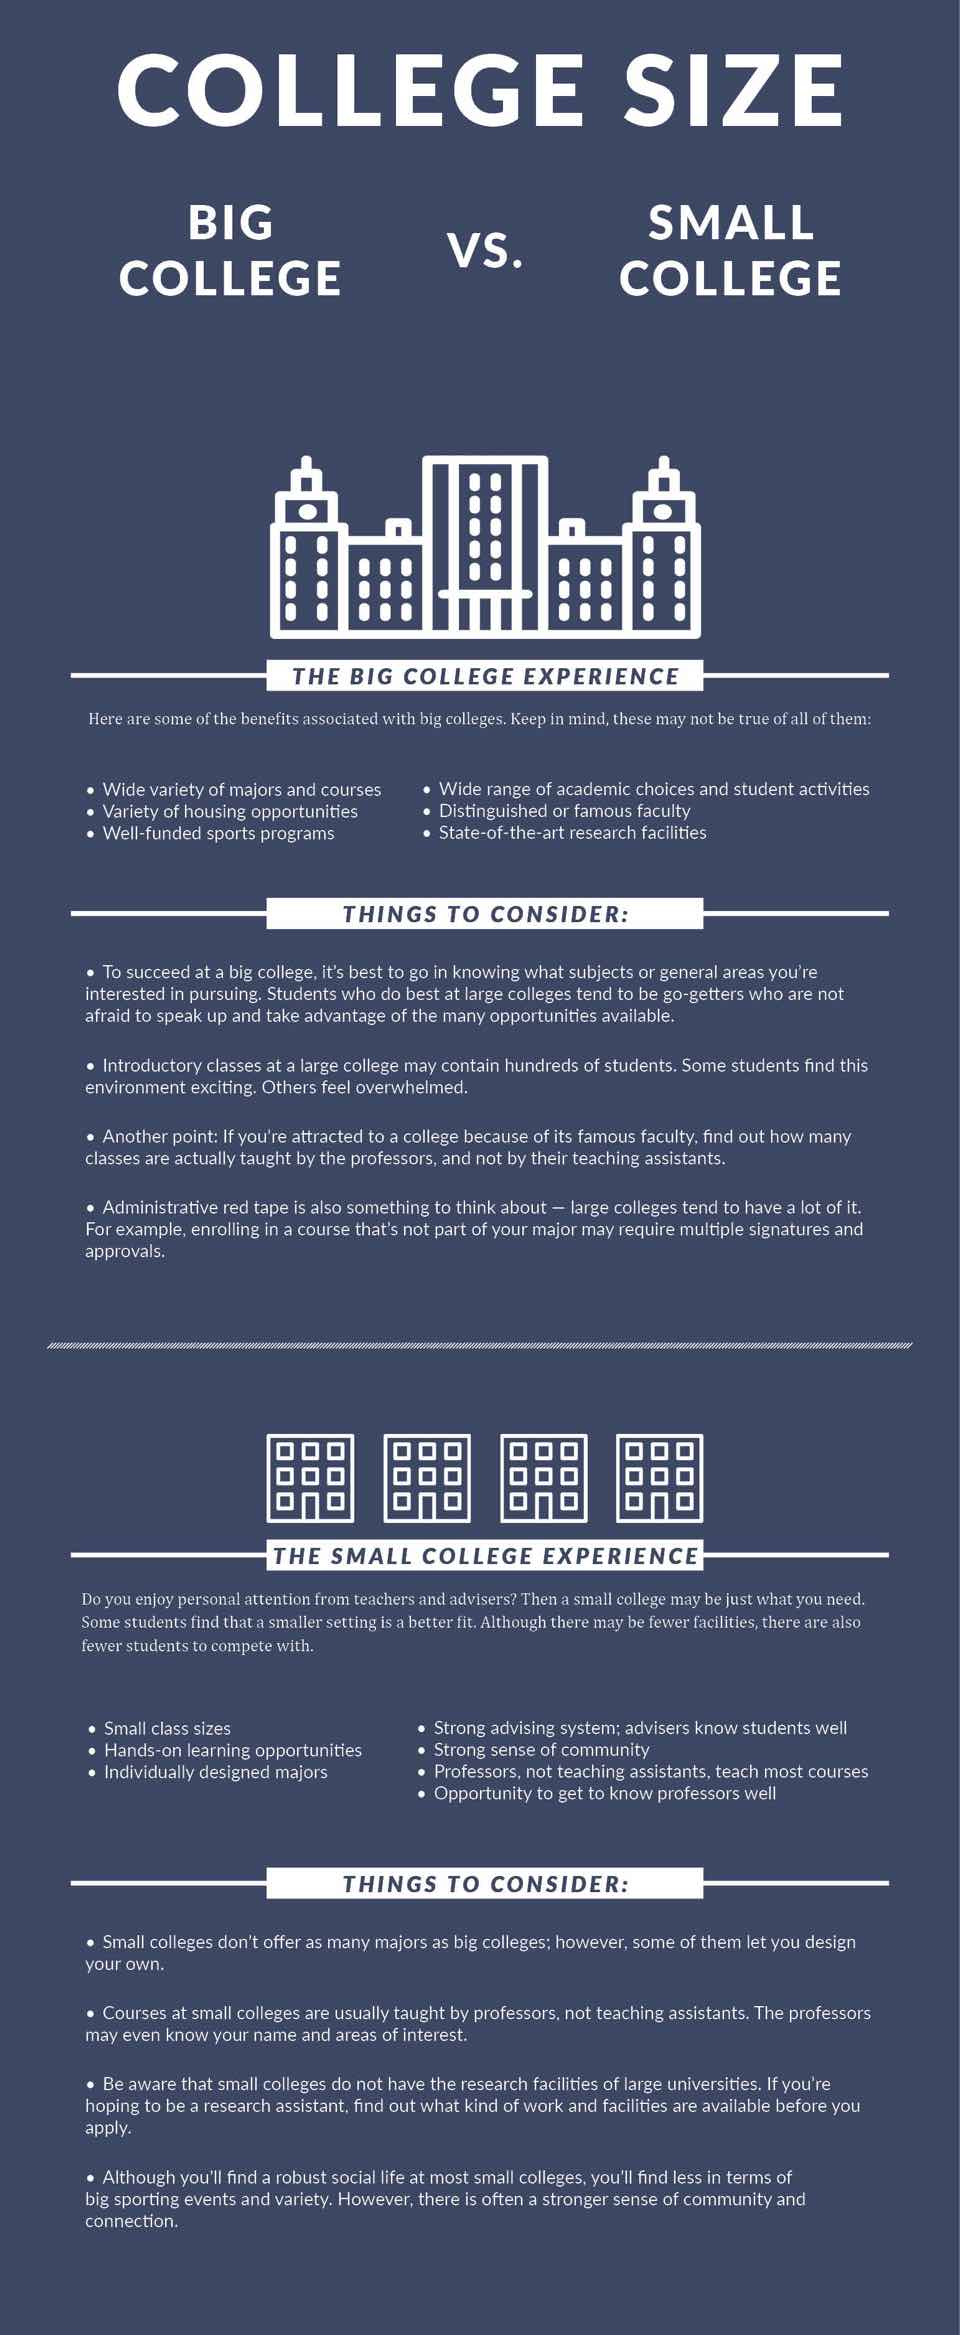 COLLEGE SIZE
BIG
COLLEGE
VS.
SMALL
COLLEGE
THE BIG COLLEGE EXPERIENCE
Here are some of the benefits associated with big colleges. Keep in mind, these may not be true of all of them:
• Wide variety of majors and courses
• Variety of housing opportunities
• Well-funded sports programs
• Wide range of academic choices and student activities
• Distinguished or famous faculty
• State-of-the-art research facilities
THINGS TO CONSIDER:
• To succeed at a big college, it's best to go in knowing what subjects or general areas you're
interested in pursuing. Students who do best at large colleges tend to be go-getters who are not
afraid to speak up and take advantage of the many opportunities available.
• Introductory classes at a large college may contain hundreds of students. Some students find this
environment exciting. Others feel overwhelmed.
• Another point: If you're attracted to a college because of its famous faculty, find out how many
classes are actually taught by the professors, and not by their teaching assistants.
• Administrative red tape is also something to think about — large colleges tend to have a lot of it.
For example, enrolling in a course that's not part of your major may require multiple signatures and
approvals.
THE SMALL COLLEGE EXPERIENCE
Do you enjoy personal attention from teachers and advisers? Then a small college may be just what you need.
Some students find that a smaller setting is a better fit. Although there may be fewer facilities, there are also
fewer students to compete with.
• Small class sizes
• Hands-on learning opportunities
• Individually designed majors
• Strong advising system; advisers know students well
• Strong sense of community
• Professors, not teaching assistants, teach most courses
• Opportunity to get to know professors well
THINGS TO CONSIDER:
• Small colleges don't offer as many majors as big colleges; however, some of them let you design
your own.
• Courses at small colleges are usually taught by professors, not teaching assistants. The professors
may even know your name and areas of interest.
• Be aware that small colleges do not have the research facilities of large universities. If you're
hoping to be a research assistant, find out what kind of work and facilities are available before you
apply.
• Although you'll find a robust social life at most small colleges, you'll find less in terms of
big sporting events and variety. However, there is often a stronger sense of community and
connection.